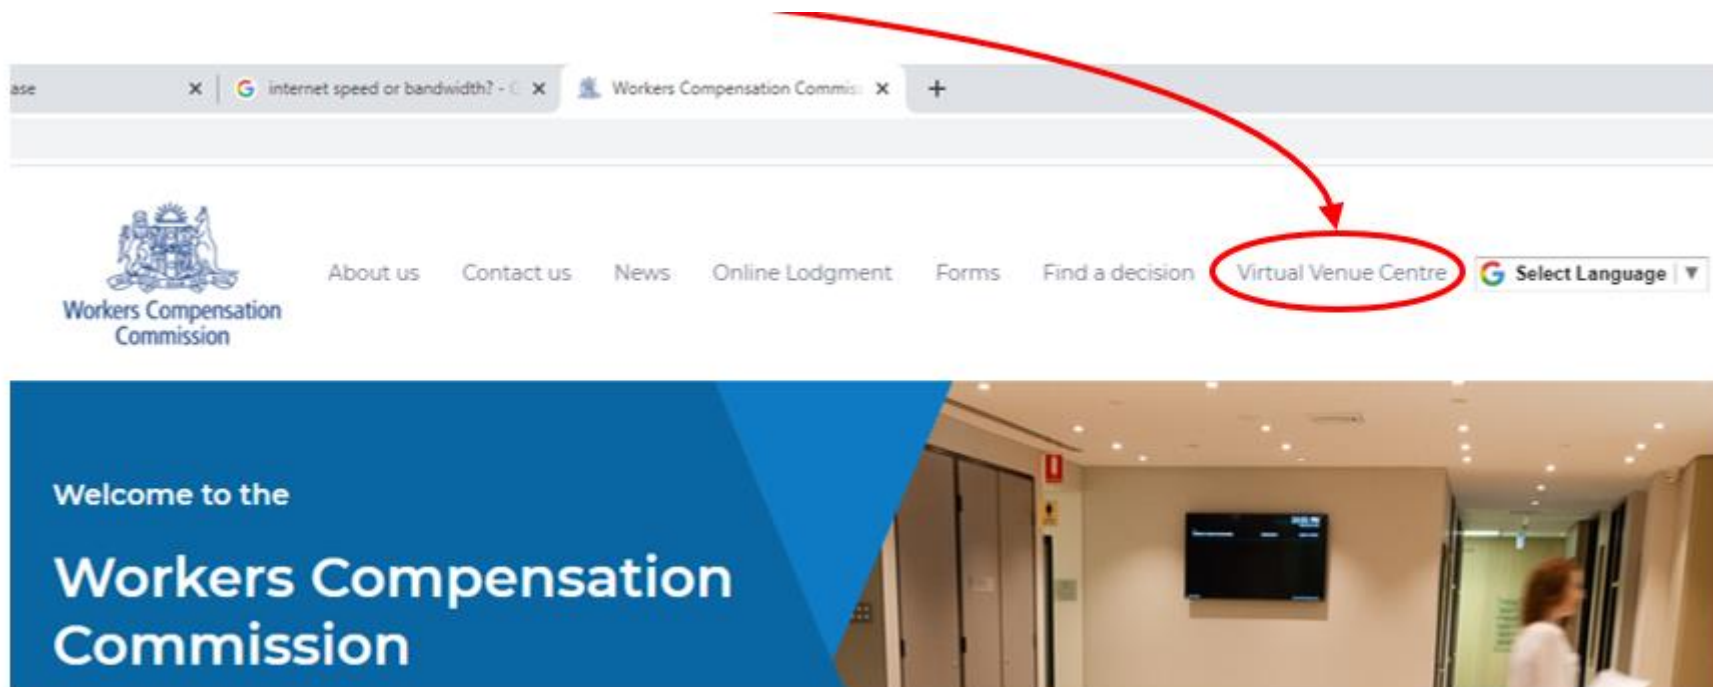 ase
internet speed or bandwidth? -
Workers Compensation Commis
About us Contact us News Online Lodgment Forms Find a decision Virtual Venue Centre Select Language
Workers Compensation
Commission
Welcome to the
Workers Compensation
Commission